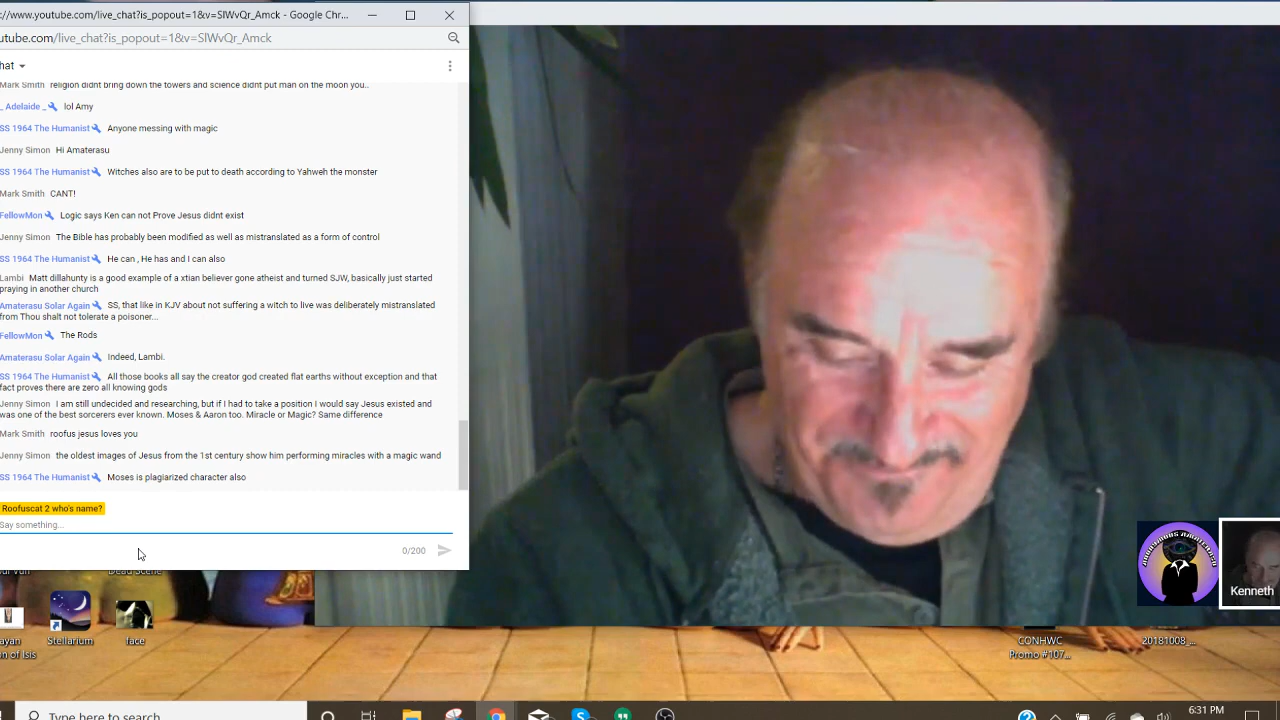 ://www.youtube.com/live_chat?is_popout=1&v=SlWvQr_Amck - Google Chr...
utube.com/live_chat?is_popout=1&v=SlWvQr_Amck
hat
Mark Smith religion didnt bring down the towers and science didnt put man on the moon you..
_ Adelaide _ lol Amy
SS 1964 The Humanist Anyone messing with magic
Jenny Simon Hi Amaterasu
SS 1964 The Humanist Witches also are to be put to death according to Yahweh the monster
Mark Smith CANT!
FellowMon Logic says Ken can not Prove Jesus didnt exist
Jenny Simon The Bible has probably been modified as well as mistranslated as a form of control
SS 1964 The Humanist He can , He has and I can also
Lambi Matt dillahunty is a good example of a xtian believer gone atheist and turned SJW, basically just started
praying in another church
Amaterasu Solar Again SS, that like in KJV about not suffering a witch to live was deliberately mistranslated
from Thou shalt not tolerate a poisoner...
FellowMon The Rods
Amaterasu Solar Again Indeed, Lambi.
SS 1964 The Humanist All those books all say the creator god created flat earths without exception and that
fact proves there are zero all knowing gods
Jenny Simon I am still undecided and researching, but if I had to take a position I would say Jesus existed and
was one of the best sorcerers ever known. Moses & Aaron too. Miracle or Magic? Same difference
Mark Smith roofus jesus loves you
Jenny Simon the oldest images of Jesus from the 1st century show him performing miracles with a magic wand
SS 1964 The Humanist Moses is plagiarized character also
Roofuscat 2 who's name?
Say something...
0/200
Dead Scene
Kenneth
ayan
on of Isis
Stellarium
face
CONHWC
Promo #107...
20181008_...
Type here to search
6:31 PM